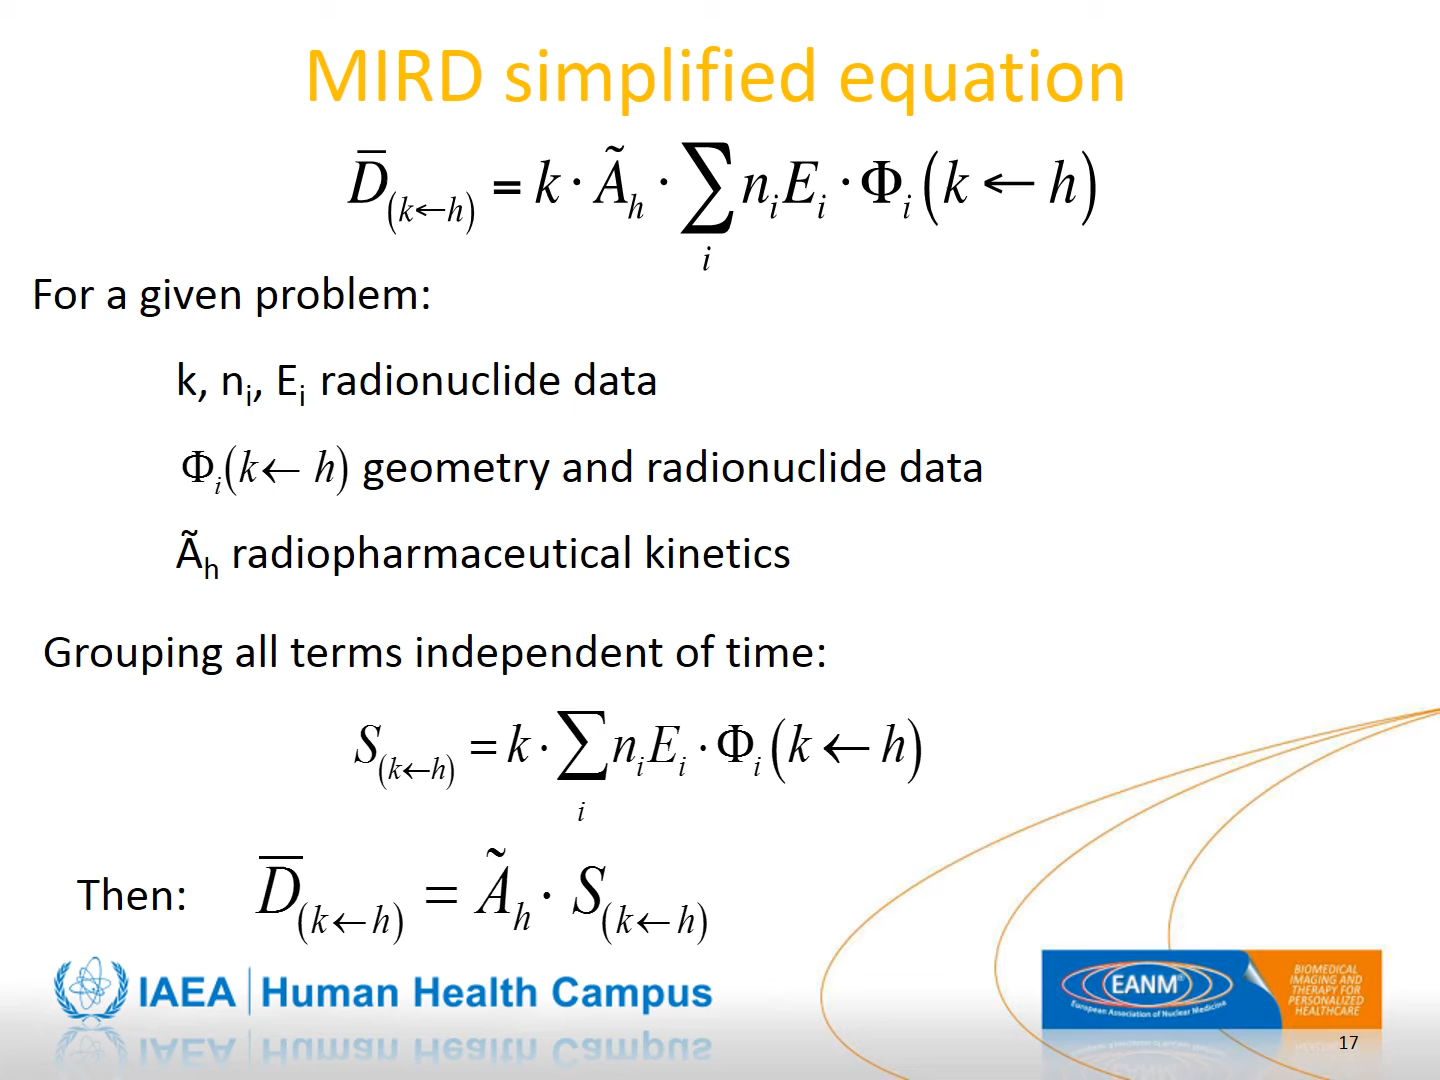 MIRD simplified equation
D̅(k←h) = k · Ãh · ∑i niEi · Φi(k ← h)
For a given problem:
k, ni, Ei radionuclide data
Φi(k← h) geometry and radionuclide data
Ãh radiopharmaceutical kinetics
Grouping all terms independent of time:
S(k←h) = k · ∑i niEi · Φi(k ← h)
Then: D̅(k←h) = Ãh · S(k←h)
IAEA | Human Health Campus
EANM®
European Association of Nuclear Medicine
BIOMEDICAL
IMAGING AND
THERAPY FOR
PERSONALIZED
HEALTHCARE
17